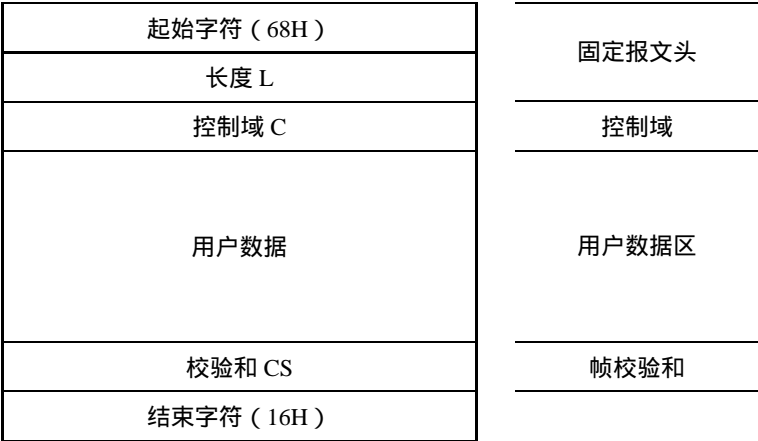 起始字符（68H）
长度 L
控制域 C
用户数据
校验和 CS
结束字符（16H）
固定报文头
控制域
用户数据区
帧校验和